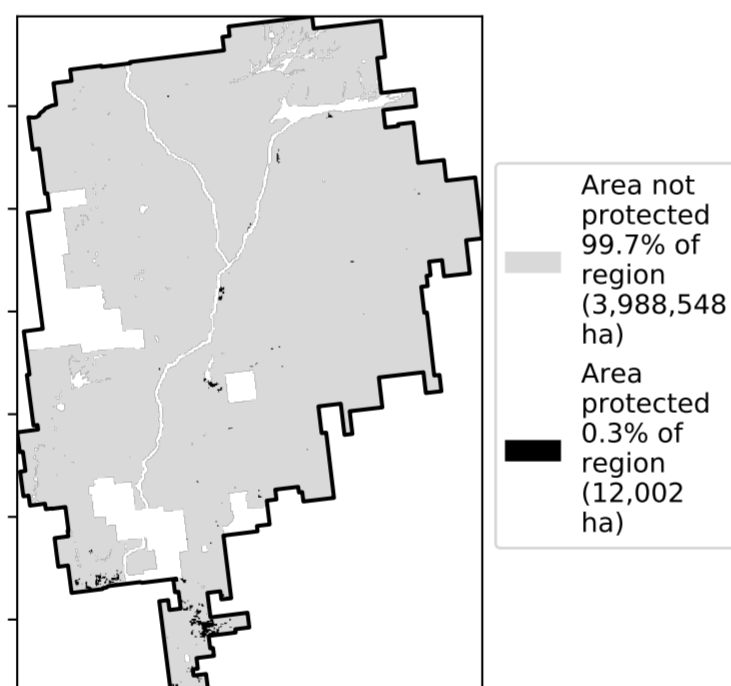 Area not
protected
99.7% of
region
(3,988,548
ha)
Area
protected
0.3% of
region
(12,002
ha)